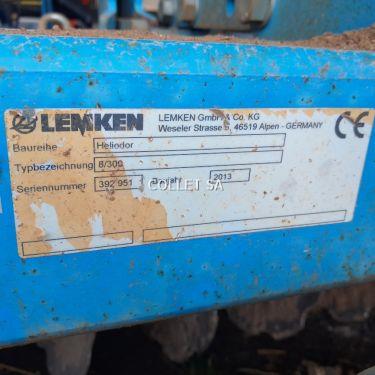 LEMKEN LEMKEN GmbH & Co. KG
Weseler Strasse 5, 46519 Alpen - GERMANY
CE
Baureihe Heliodor
Typbezeichnung 8/300
Seriennummer 392 951 Baujahr 2013
COLLET SA